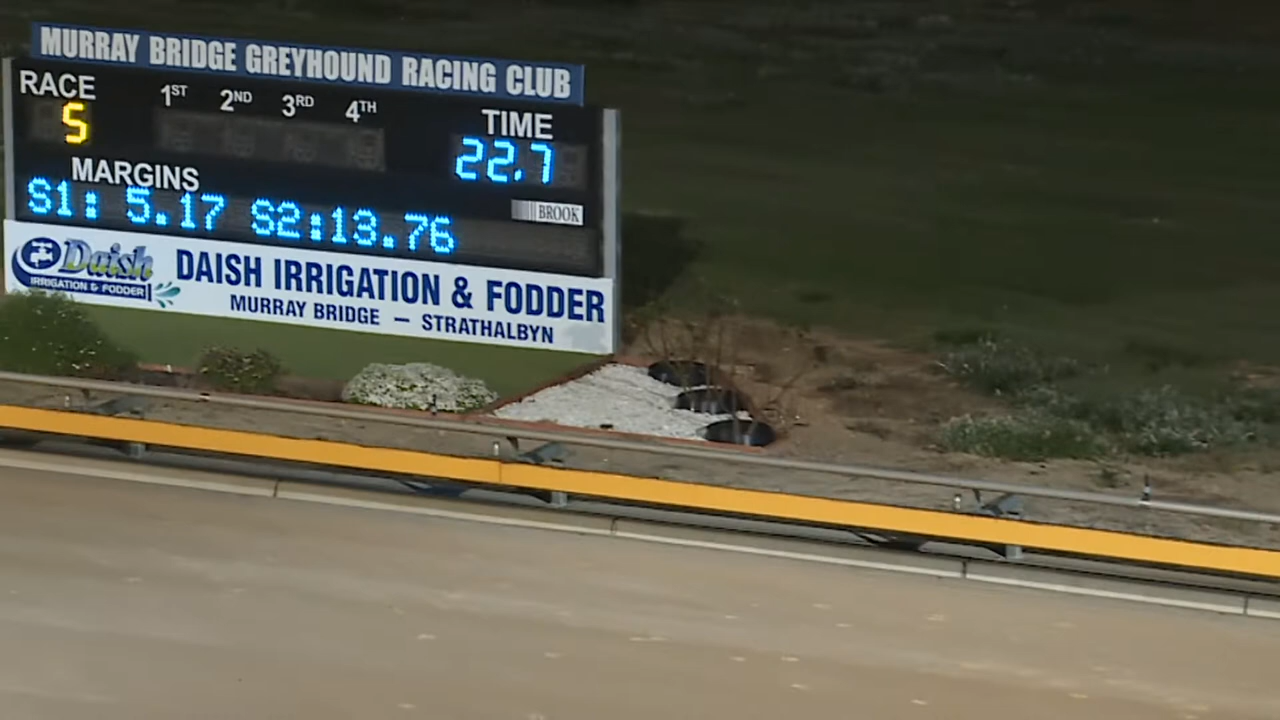 MURRAY BRIDGE GREYHOUND RACING CLUB
RACE 1ST 2ND 3RD 4TH TIME
5 22.7
MARGINS
S1: 5.17 S2:13.76
BROOK
Daish
IRRIGATION & FODDER
DAISH IRRIGATION & FODDER
MURRAY BRIDGE — STRATHALBYN